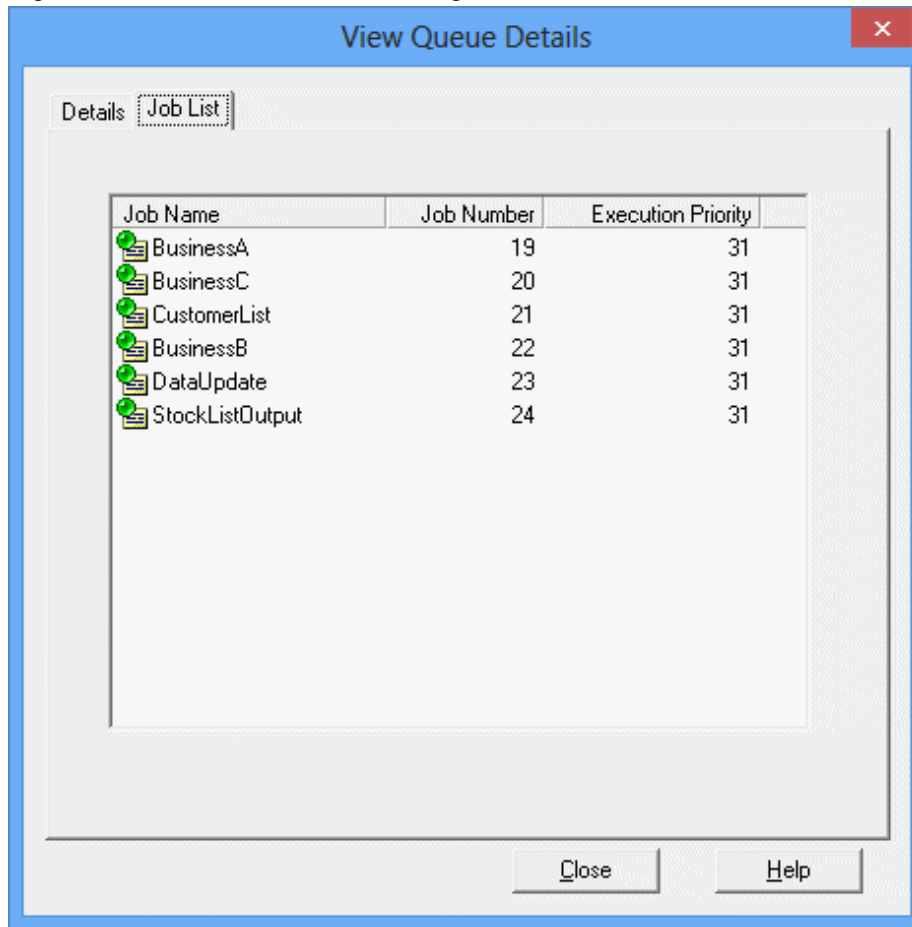 View Queue Details
Details Job List
Job Name Job Number Execution Priority
BusinessA 19 31
BusinessC 20 31
CustomerList 21 31
BusinessB 22 31
DataUpdate 23 31
StockListOutput 24 31
Close Help